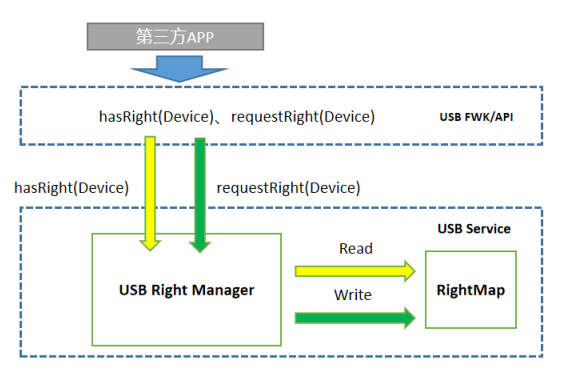 第三方APP
hasRight(Device)、requestRight(Device)
USB FWK/API
hasRight(Device)
requestRight(Device)
USB Service
Read
USB Right Manager
RightMap
Write